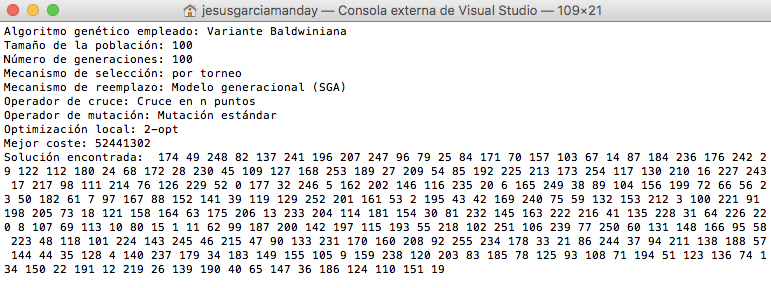 jesusgarciamanday — Consola externa de Visual Studio — 109×21
Algoritmo genético empleado: Variante Baldwiniana
Tamaño de la población: 100
Número de generaciones: 100
Mecanismo de selección: por torneo
Mecanismo de reemplazo: Modelo generacional (SGA)
Operador de cruce: Cruce en n puntos
Operador de mutación: Mutación estándar
Optimización local: 2-opt
Mejor coste: 52441302
Solución encontrada:  174 49 248 82 137 241 196 207 247 96 79 25 84 171 70 157 103 67 14 87 184 236 176 242 2
9 122 112 180 24 68 172 28 230 45 109 127 168 253 189 27 209 54 85 192 225 213 173 254 117 130 210 16 227 243
 17 217 98 111 214 76 126 229 52 0 177 32 246 5 162 202 146 116 235 20 6 165 249 38 89 104 156 199 72 66 56 2
3 50 182 61 7 97 167 88 152 141 39 119 129 252 201 161 53 2 195 43 42 169 240 75 59 132 153 212 3 100 221 91
198 205 73 18 121 158 164 63 175 206 13 233 204 114 181 154 30 81 232 145 163 222 216 41 135 228 31 64 226 22
0 8 107 69 113 10 80 15 1 11 62 99 187 200 142 197 115 193 55 218 102 251 106 239 77 250 60 131 148 166 95 58
 223 48 118 101 224 143 245 46 215 47 90 133 231 170 160 208 92 255 234 178 33 21 86 244 37 94 211 138 188 57
 144 44 35 128 4 140 237 179 34 183 149 155 105 9 159 238 120 203 83 185 78 125 93 108 71 194 51 123 136 74 1
34 150 22 191 12 219 26 139 190 40 65 147 36 186 124 110 151 19